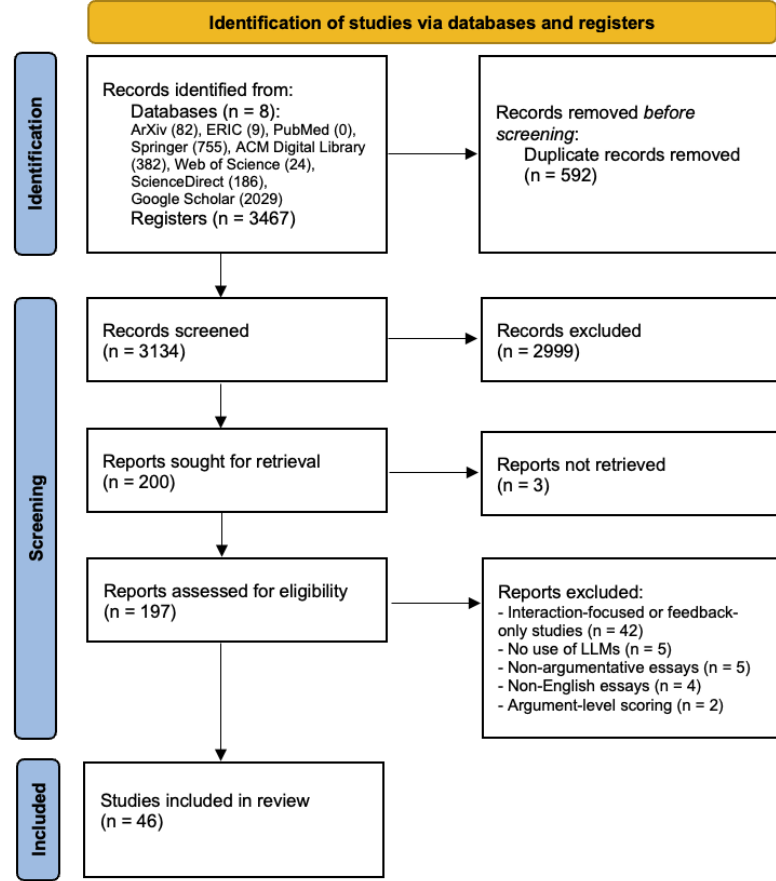 Identification of studies via databases and registers
Identification
Records identified from:
Databases (n = 8):
ArXiv (82), ERIC (9), PubMed (0),
Springer (755), ACM Digital Library
(382), Web of Science (24),
ScienceDirect (186),
Google Scholar (2029)
Registers (n = 3467)
Records removed before
screening:
Duplicate records removed
(n = 592)
Screening
Records screened
(n = 3134)
Records excluded
(n = 2999)
Reports sought for retrieval
(n = 200)
Reports not retrieved
(n = 3)
Reports assessed for eligibility
(n = 197)
Reports excluded:
- Interaction-focused or feedback-
only studies (n = 42)
- No use of LLMs (n = 5)
- Non-argumentative essays (n = 5)
- Non-English essays (n = 4)
- Argument-level scoring (n = 2)
Included
Studies included in review
(n = 46)